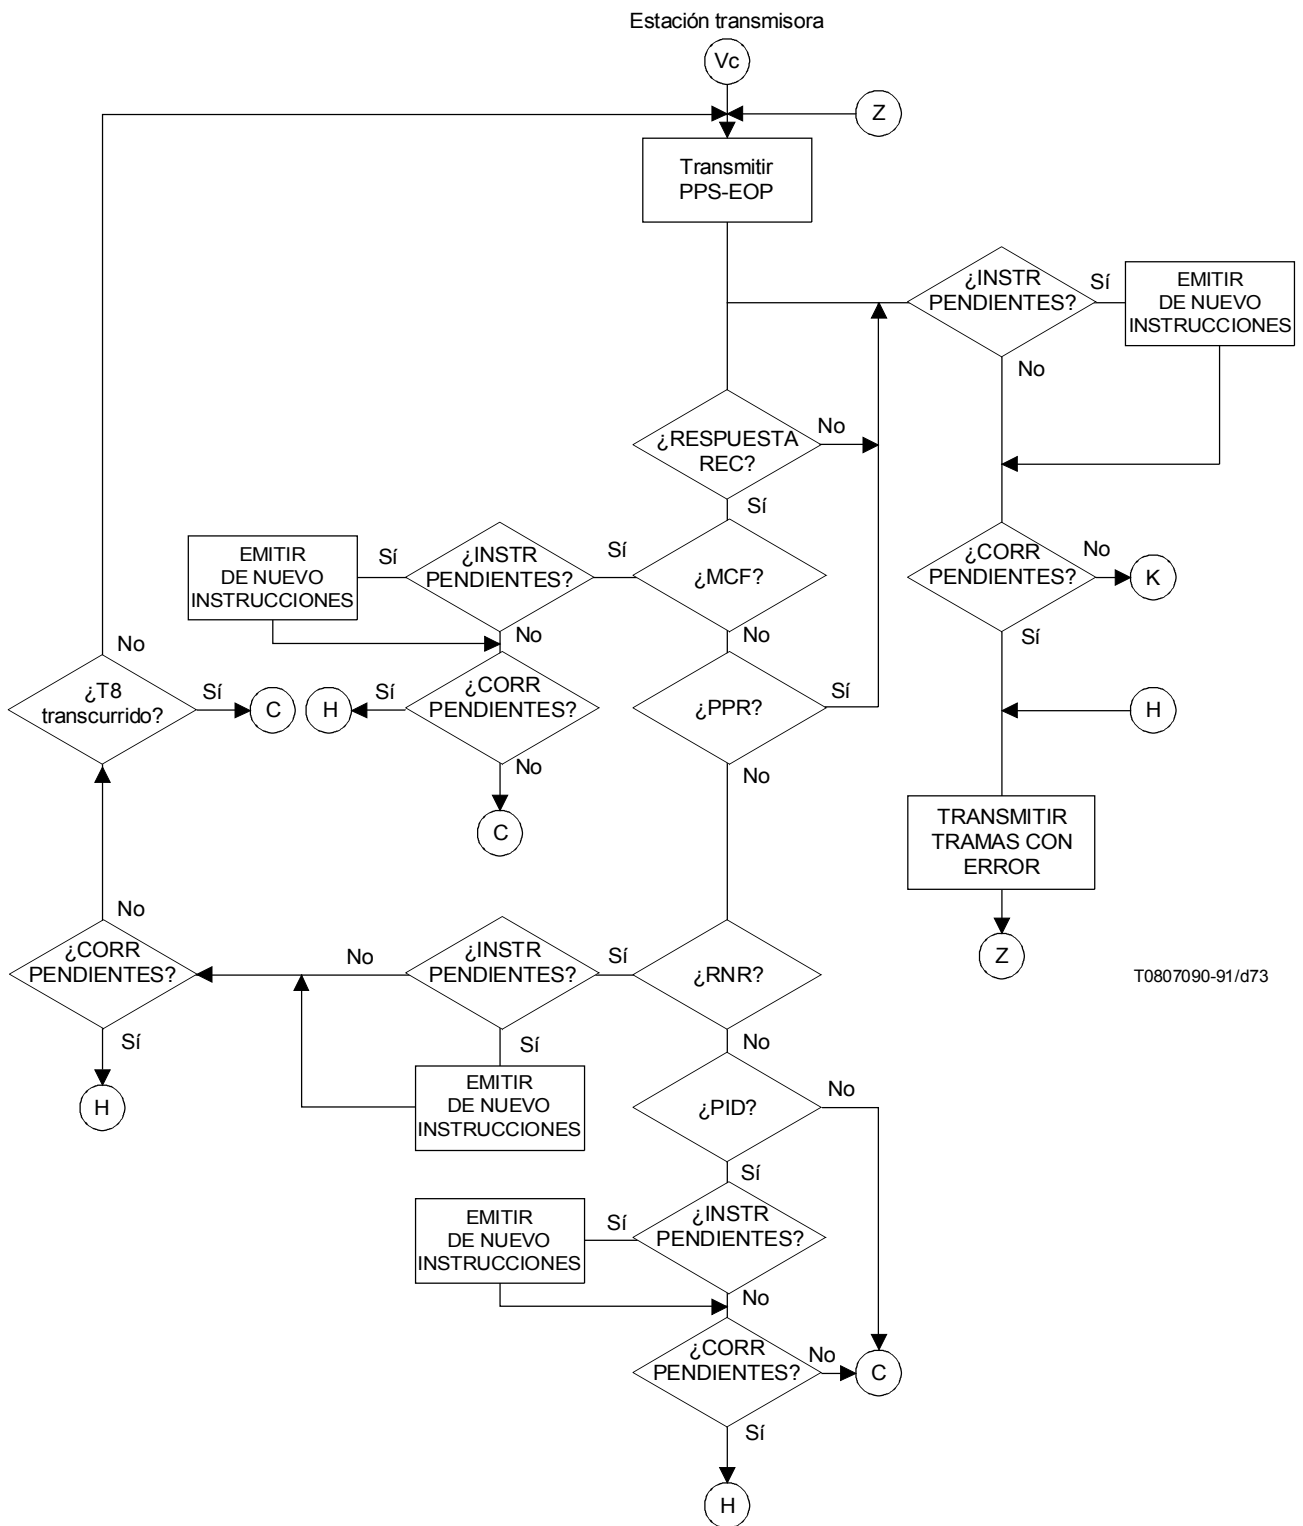 Estación transmisora
Vc
Z
Transmitir
PPS-EOP
¿INSTR
PENDIENTES?
Sí
EMITIR
DE NUEVO
INSTRUCCIONES
No
¿RESPUESTA
REC?
No
Sí
EMITIR
DE NUEVO
INSTRUCCIONES
Sí
¿INSTR
PENDIENTES?
Sí
¿MCF?
¿CORR
PENDIENTES?
No
K
No
No
Sí
No
¿T8
transcurrido?
Sí
C
H
Sí
¿CORR
PENDIENTES?
¿PPR?
Sí
H
No
No
C
TRANSMITIR
TRAMAS CON
ERROR
No
¿CORR
PENDIENTES?
No
¿INSTR
PENDIENTES?
Sí
¿RNR?
Z
T0807090-91/d73
Sí
Sí
No
H
EMITIR
DE NUEVO
INSTRUCCIONES
¿PID?
No
Sí
EMITIR
DE NUEVO
INSTRUCCIONES
Sí
¿INSTR
PENDIENTES?
No
¿CORR
PENDIENTES?
No
C
Sí
H